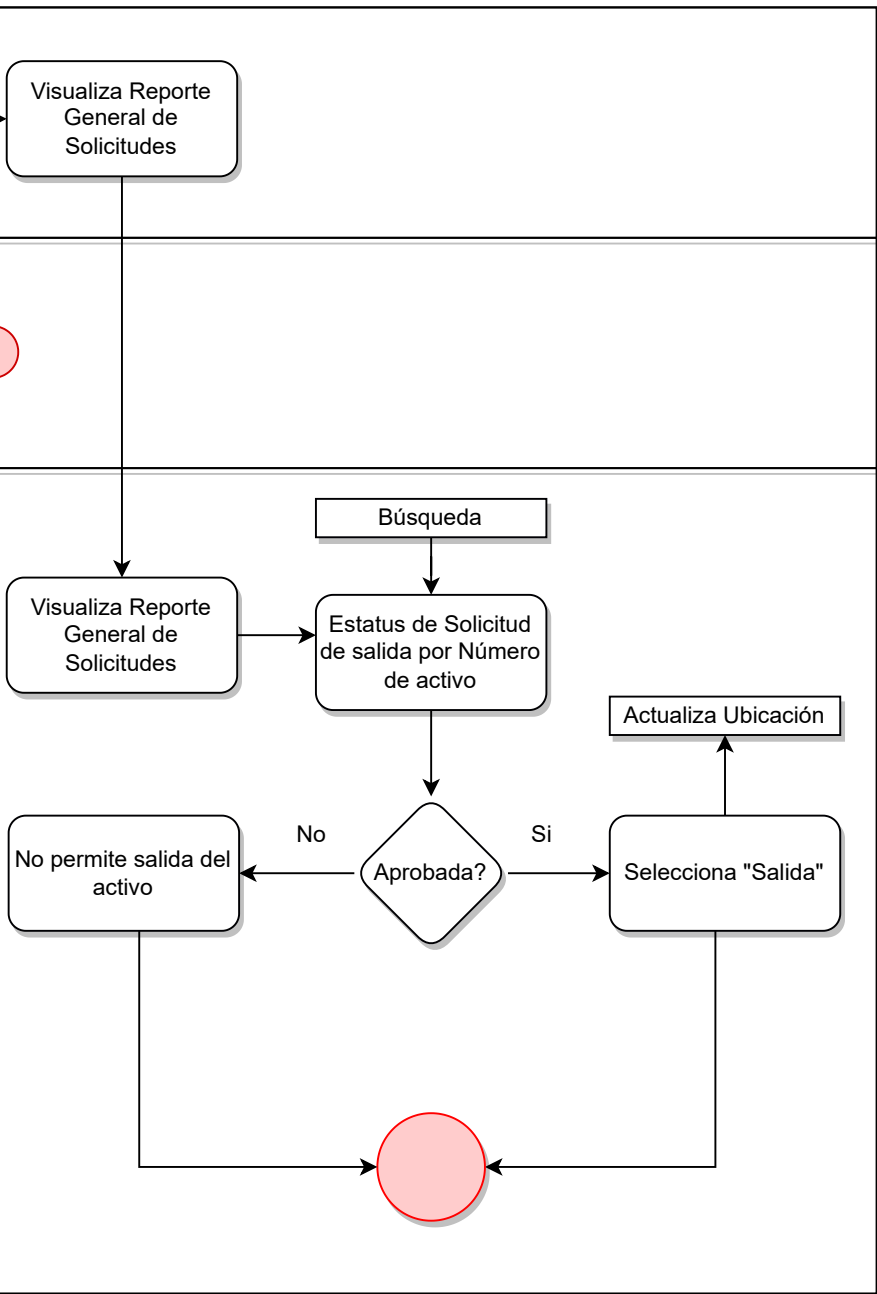 Visualiza Reporte
General de
Solicitudes
Búsqueda
Visualiza Reporte
General de
Solicitudes
Estatus de Solicitud
de salida por Número
de activo
Actualiza Ubicación
No permite salida del
activo
No
Aprobada?
Si
Selecciona "Salida"